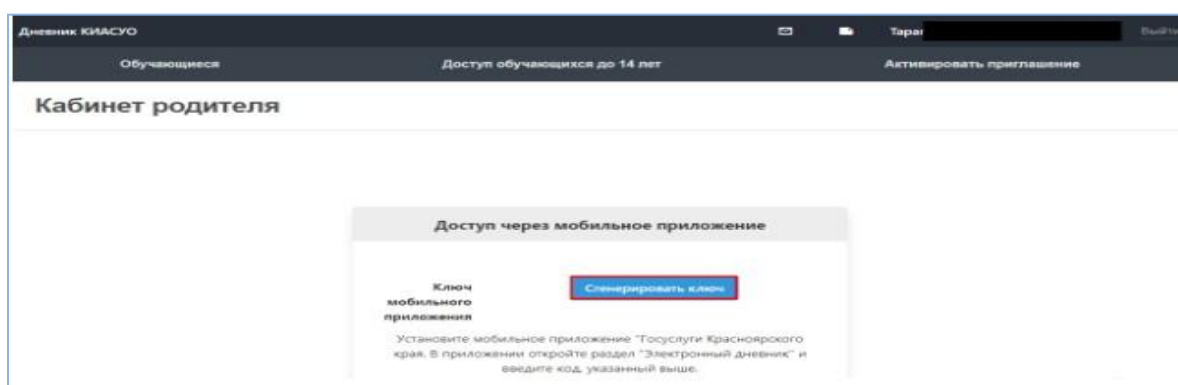 Дневник КИАСУО
Тара
Выйти
Обучающиеся
Доступ обучающихся до 14 лет
Активировать приглашение
Кабинет родителя
Доступ через мобильное приложение
Ключ
мобильного
приложения
Сгенерировать ключ
Установите мобильное приложение "Госуслуги Красноярского
края. В приложении откройте раздел "Электронный дневник" и
введите код, указанный выше.